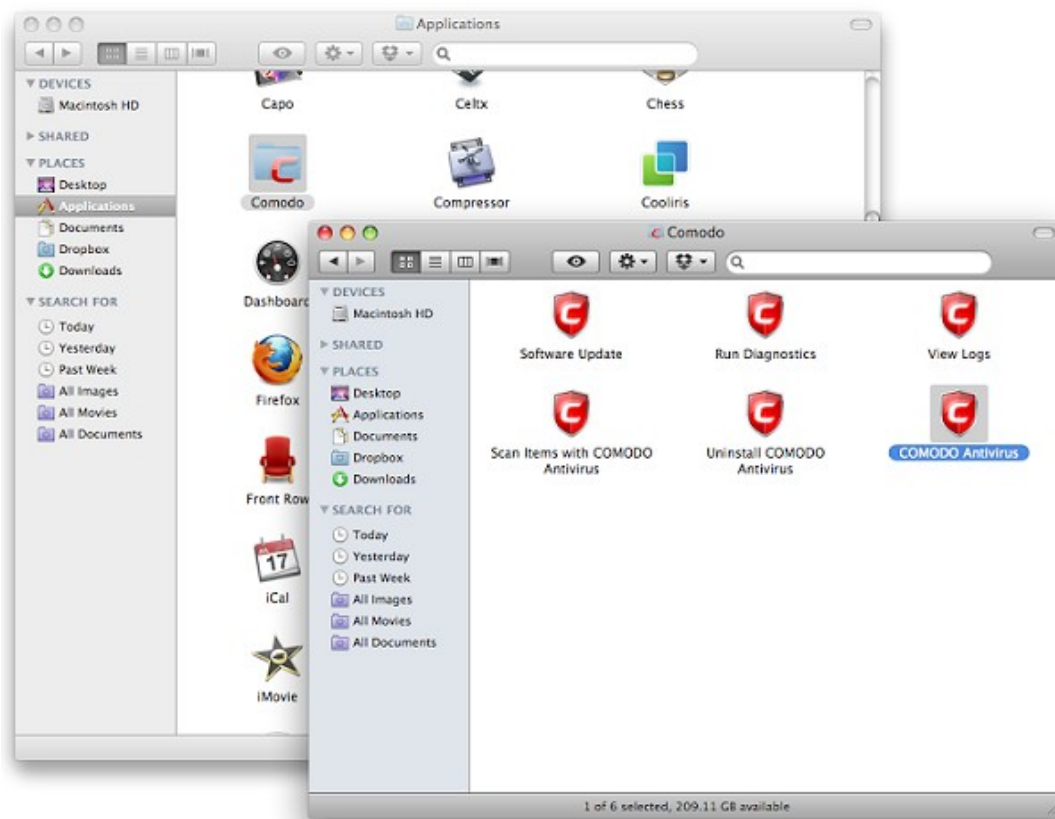 Applications
DEVICES
Macintosh HD
SHARED
PLACES
Desktop
Applications
Documents
Dropbox
Downloads
SEARCH FOR
Today
Yesterday
Past Week
All Images
All Movies
All Documents
Capo
Celtx
Chess
Comodo
Compressor
Cooliris
Dashboard
Firefox
Front Row
17
iCal
iMovie
Comodo
DEVICES
Macintosh HD
SHARED
PLACES
Desktop
Applications
Documents
Dropbox
Downloads
SEARCH FOR
Today
Yesterday
Past Week
All Images
All Movies
All Documents
Software Update
Run Diagnostics
View Logs
Scan Items with COMODO
Antivirus
Uninstall COMODO
Antivirus
COMODO Antivirus
1 of 6 selected, 209.11 GB available